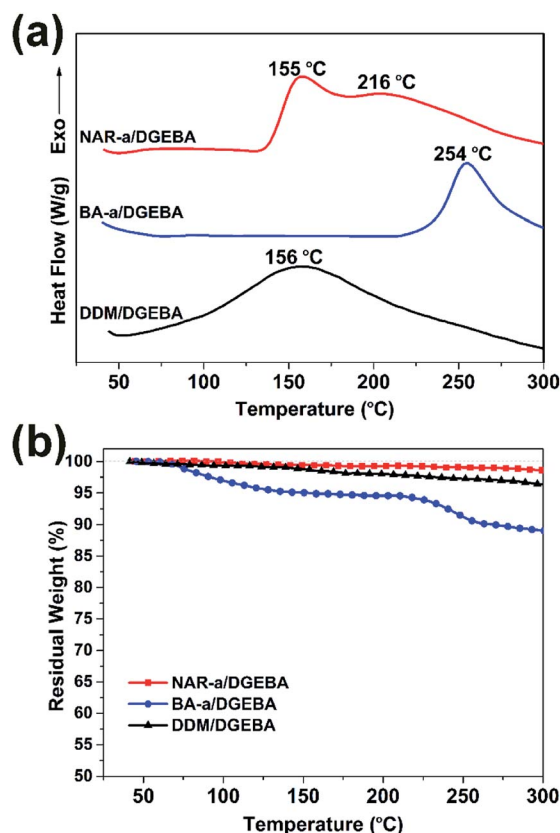 (a)
Heat Flow (W/g) Exo
155 °C
216 °C
NAR-a/DGEBA
254 °C
BA-a/DGEBA
156 °C
DDM/DGEBA
50 100 150 200 250 300
Temperature (°C)
(b)
Residual Weight (%)
100
95
90
85
80
75
70
65
60
55
50
NAR-a/DGEBA
BA-a/DGEBA
DDM/DGEBA
50 100 150 200 250 300
Temperature (°C)